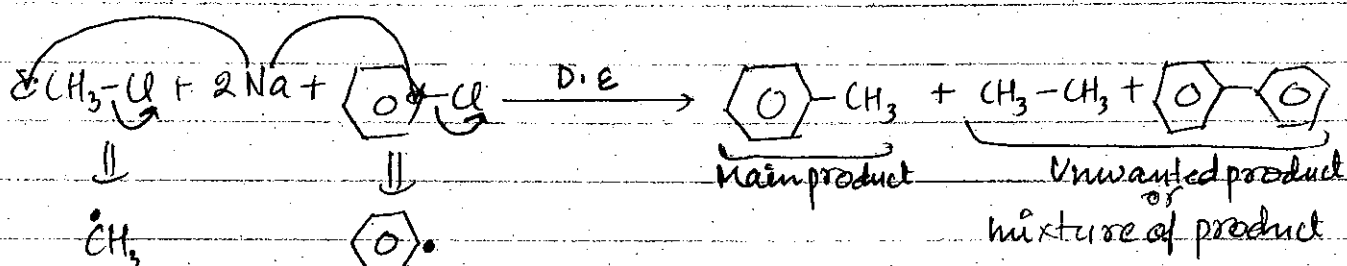 CH₃-Cl + 2Na + -Cl D.E → -CH₃ + CH₃-CH₃ +
Main product Unwanted product
or
ĊH₃ mixture of product